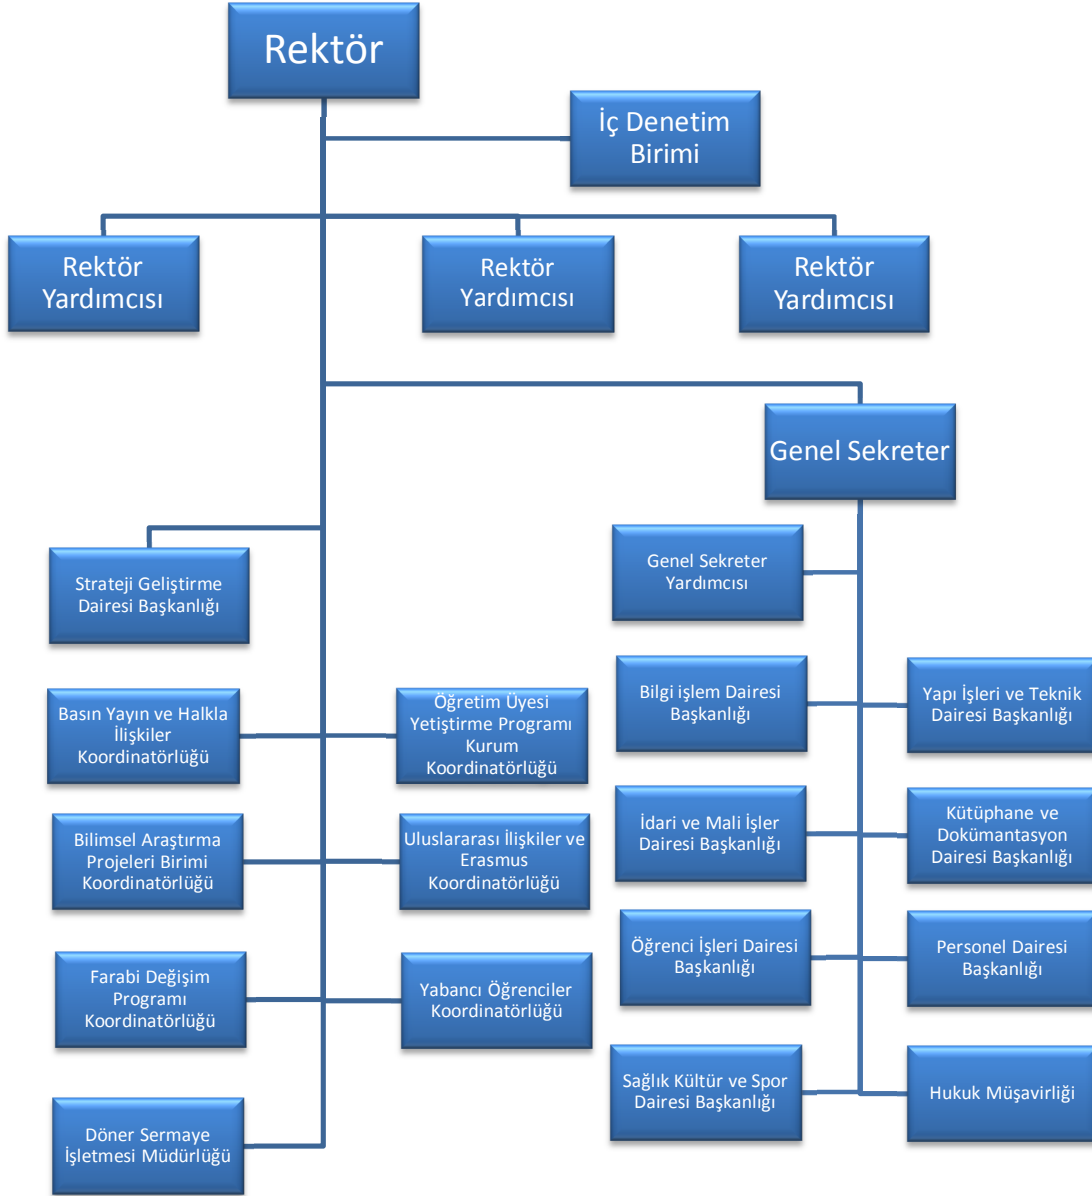 Rektör
İç Denetim
Birimi
Rektör
Yardımcısı
Rektör
Yardımcısı
Rektör
Yardımcısı
Genel Sekreter
Strateji Geliştirme
Dairesi Başkanlığı
Genel Sekreter
Yardımcısı
Basın Yayın ve Halkla
İlişkiler
Koordinatörlüğü
Öğretim Üyesi
Yetiştirme Programı
Kurum
Koordinatörlüğü
Bilgi işlem Dairesi
Başkanlığı
Yapı İşleri ve Teknik
Dairesi Başkanlığı
Bilimsel Araştırma
Projeleri Birimi
Koordinatörlüğü
Uluslararası İlişkiler ve
Erasmus
Koordinatörlüğü
İdari ve Mali İşler
Dairesi Başkanlığı
Kütüphane ve
Dokümantasyon
Dairesi Başkanlığı
Farabi Değişim
Programı
Koordinatörlüğü
Yabancı Öğrenciler
Koordinatörlüğü
Öğrenci İşleri Dairesi
Başkanlığı
Personel Dairesi
Başkanlığı
Döner Sermaye
İşletmesi Müdürlüğü
Sağlık Kültür ve Spor
Dairesi Başkanlığı
Hukuk Müşavirliği